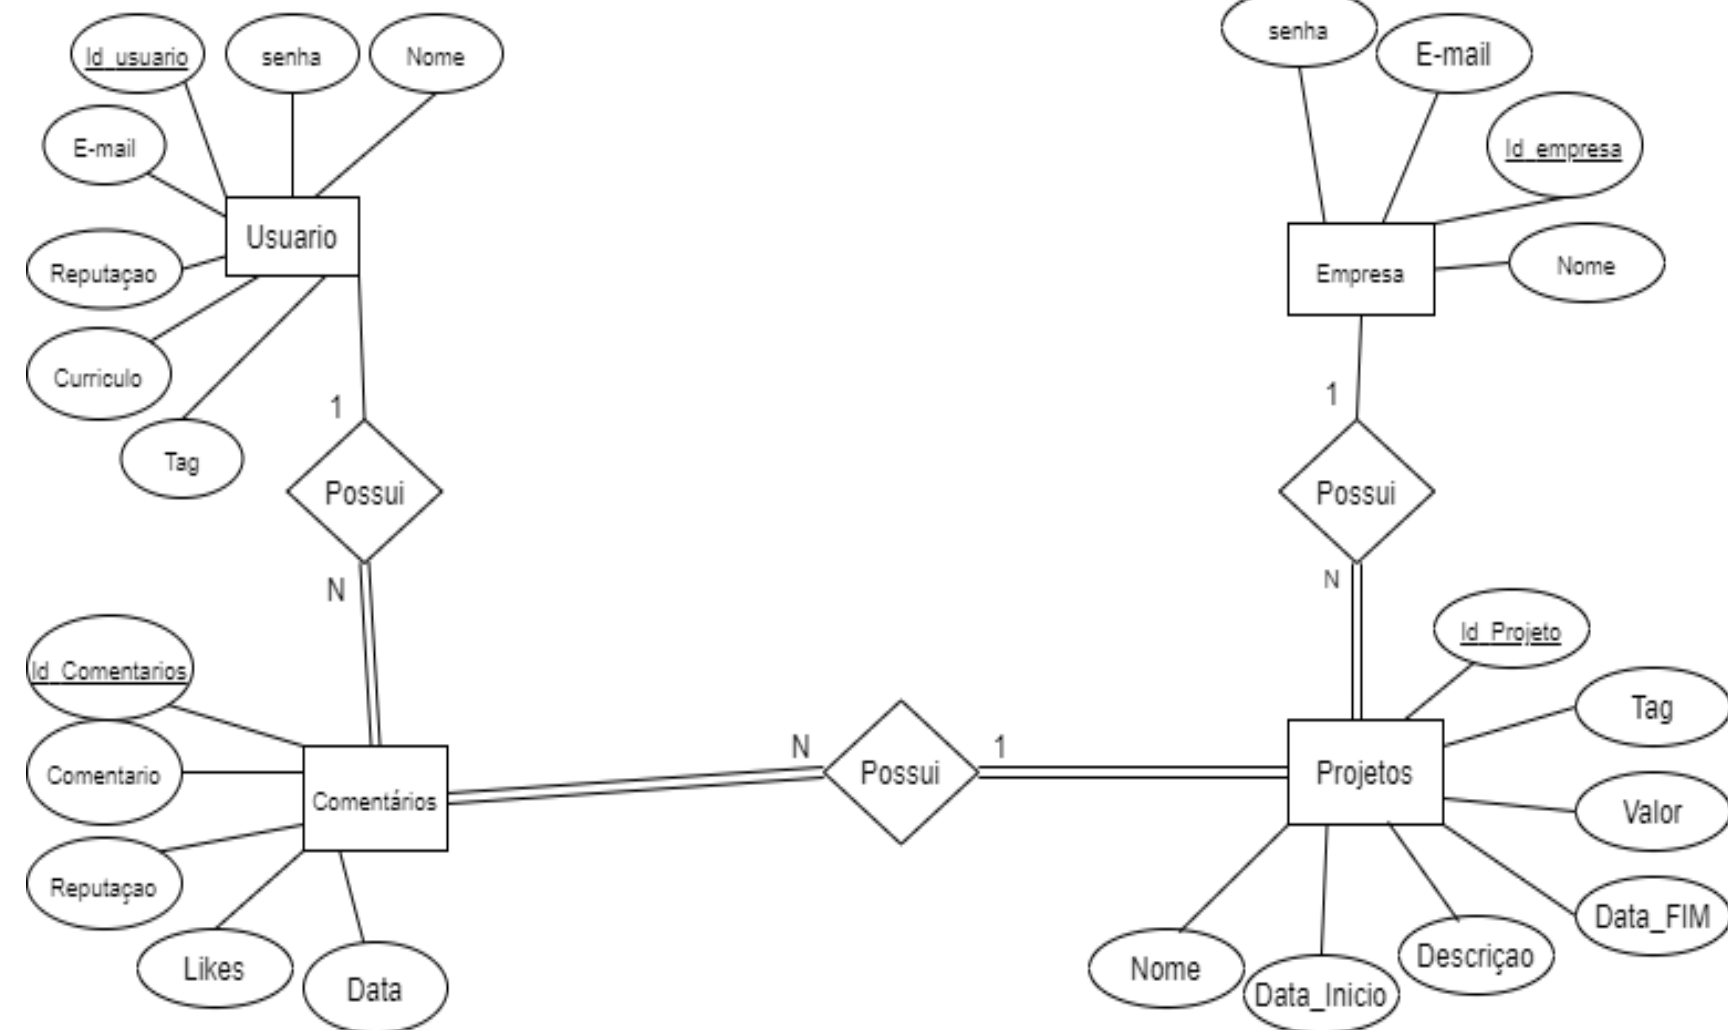 senha
Id_usuario
senha
Nome
E-mail
E-mail
Id_empresa
Usuario
Reputaçao
Empresa
Nome
Curriculo
1
1
Tag
Possui
Possui
N
N
Id_Projeto
Id_Comentarios
Tag
N
1
Comentario
Possui
Projetos
Comentários
Valor
Reputaçao
Data_FIM
Likes
Data
Nome
Descriçao
Data_Inicio